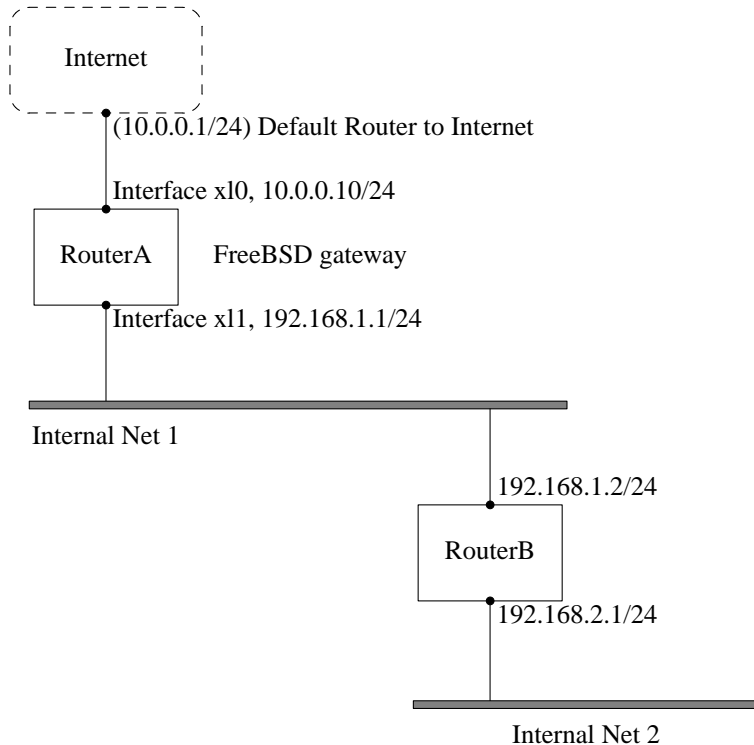 Internet
(10.0.0.1/24) Default Router to Internet
Interface xl0, 10.0.0.10/24
RouterA
FreeBSD gateway
Interface xl1, 192.168.1.1/24
Internal Net 1
192.168.1.2/24
RouterB
192.168.2.1/24
Internal Net 2